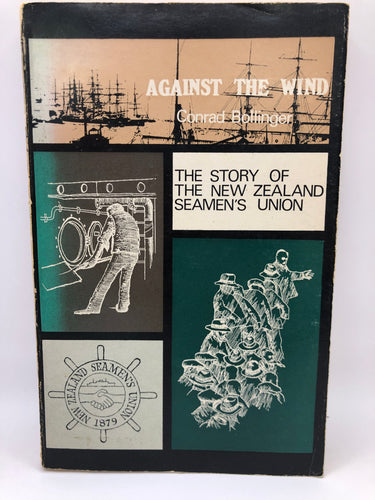 AGAINST THE WIND
Conrad Bollinger
THE STORY OF
THE NEW ZEALAND
SEAMEN'S UNION
NEW ZEALAND SEAMEN'S UNION
1879